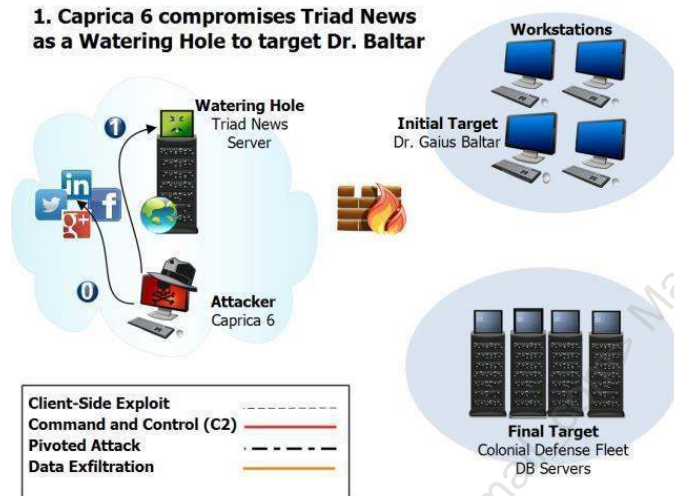 1. Caprica 6 compromises Triad News
as a Watering Hole to target Dr. Baltar
Workstations
Watering Hole
Triad News
Server
1
Initial Target
Dr. Gaius Baltar
in
f
g+
0
Attacker
Caprica 6
Client-Side Exploit
Command and Control (C2)
Pivoted Attack
Data Exfiltration
Final Target
Colonial Defense Fleet
DB Servers